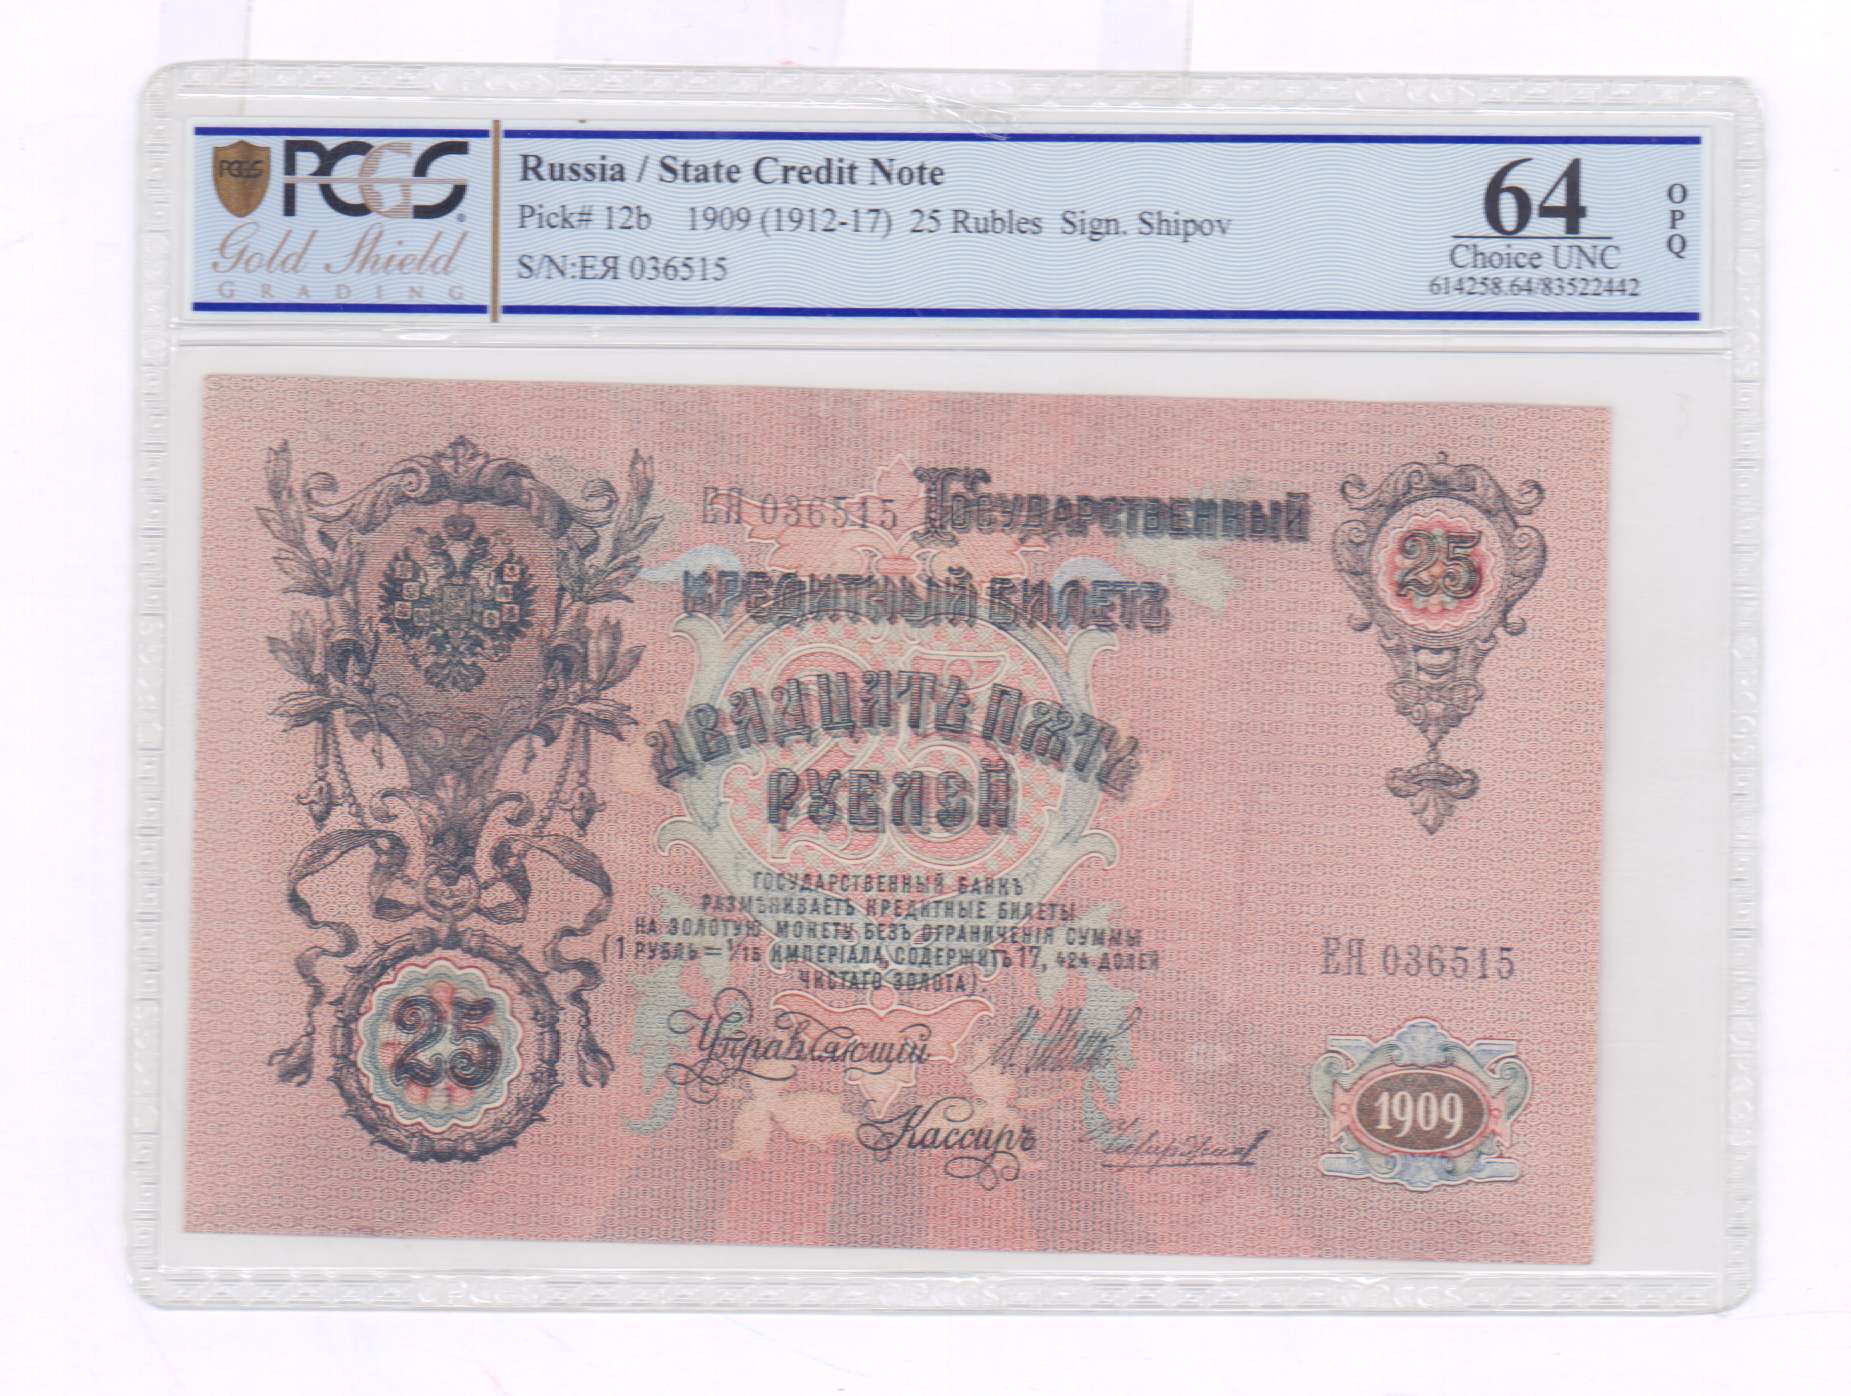 PCGS
PCGS
Gold Shield
GRADING
Russia / State Credit Note
Pick# 12b 1909 (1912-17) 25 Rubles Sign. Shipov
S/N:ЕЯ 036515
64
Choice UNC
614258.64/83522442
OPQ
ЕЯ 036515 Государственный
25
кредитный билетъ
25
двадцать пять
рублей
Государственный банкъ
размѣниваетъ кредитные билеты
на золотую монету безъ ограниченія суммы
(1 рубль = 1/15 имперіала, содержитъ 17, 424 долей
чистаго золота).
ЕЯ 036515
25
Управляющій
Кассиръ
1909